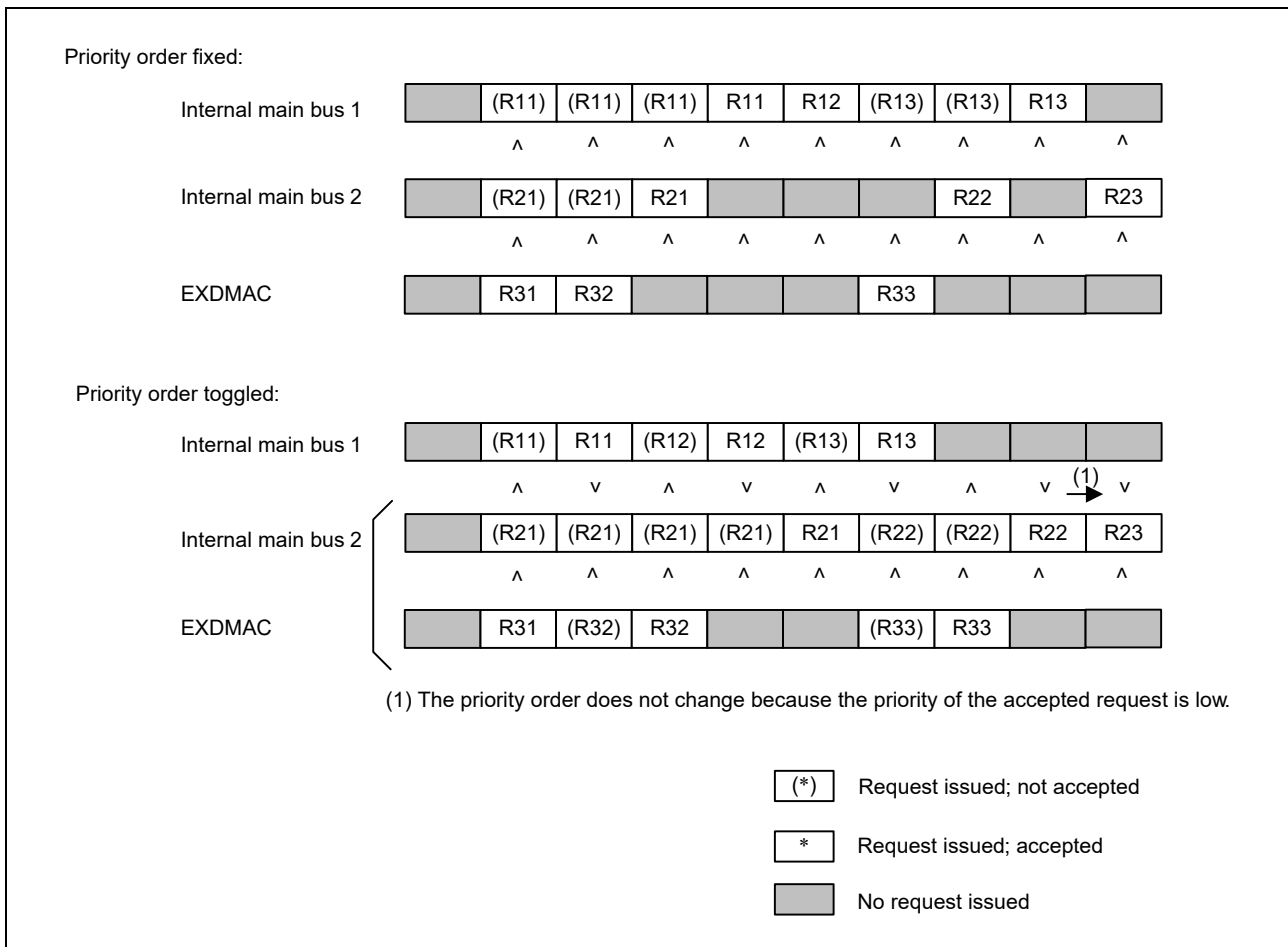 Priority order fixed:
Internal main bus 1 (R11) (R11) (R11) R11 R12 (R13) (R13) R13
^ ^ ^ ^ ^ ^ ^ ^ ^
Internal main bus 2 (R21) (R21) R21 R22 R23
^ ^ ^ ^ ^ ^ ^ ^ ^
EXDMAC R31 R32 R33
Priority order toggled:
Internal main bus 1 (R11) R11 (R12) R12 (R13) R13
^ v ^ v ^ v ^ v (1) v
Internal main bus 2 (R21) (R21) (R21) (R21) R21 (R22) (R22) R22 R23
^ ^ ^ ^ ^ ^ ^ ^ ^
EXDMAC R31 (R32) R32 (R33) R33
(1) The priority order does not change because the priority of the accepted request is low.
(*) Request issued; not accepted
* Request issued; accepted
No request issued